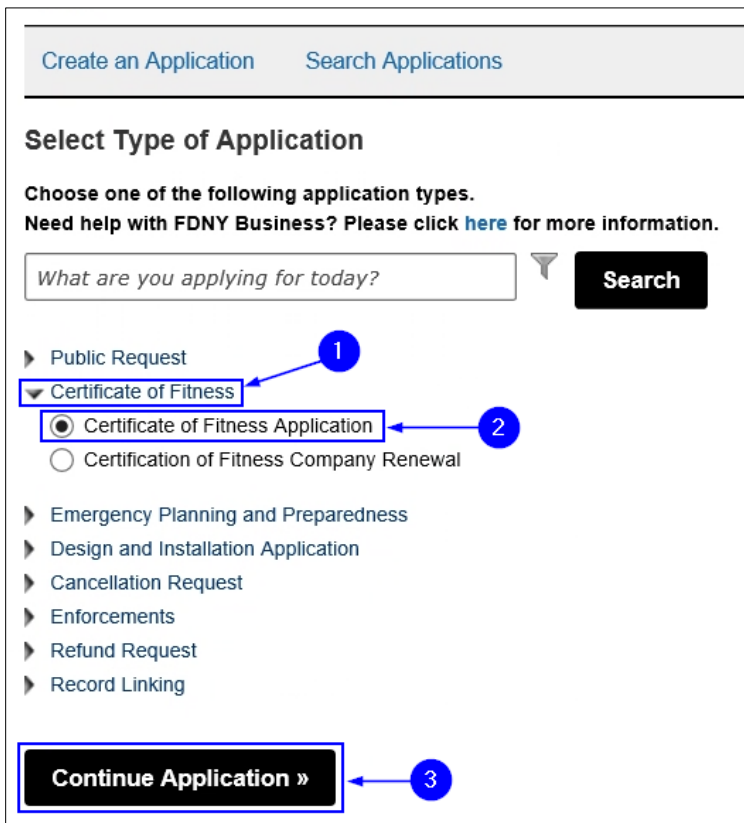 Create an Application Search Applications
Select Type of Application
Choose one of the following application types.
Need help with FDNY Business? Please click here for more information.
What are you applying for today?
Search
Public Request
1
Certificate of Fitness
Certificate of Fitness Application
2
Certification of Fitness Company Renewal
Emergency Planning and Preparedness
Design and Installation Application
Cancellation Request
Enforcements
Refund Request
Record Linking
Continue Application »
3